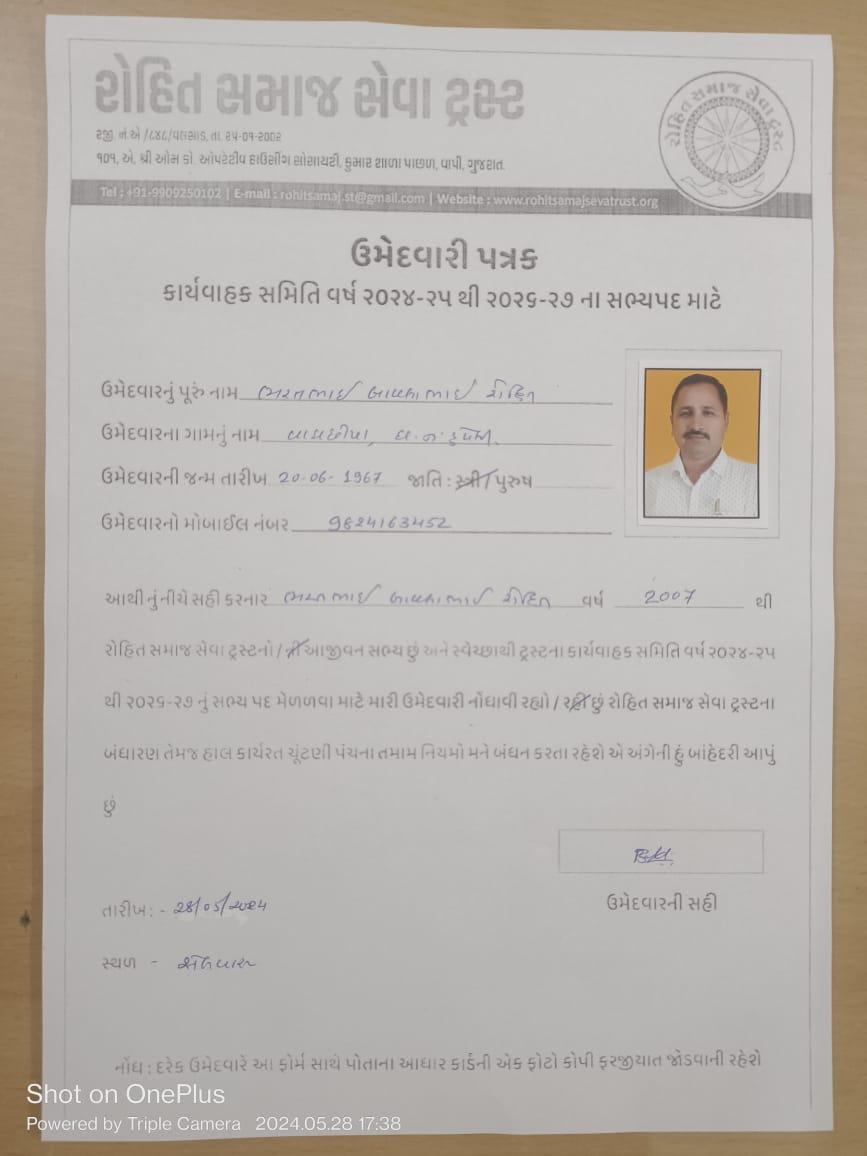 રોહિત સમાજ સેવા ટ્રસ્ટ
રજી. નં.એ /૮૪૮/વલસાડ, તા. ૨૫-૦૧-૨૦૦૨
૧૦૧, એ. શ્રી ઓમ કો. ઓપરેટીવ હાઉસીંગ સોસાયટી, કુમાર શાળા પાછળ, વાપી, ગુજરાત.
રોહિત સમાજ સેવા ટ્રસ્ટ
Tel : +91-9909250102 | E-mail : rohitsamaj.st@gmail.com | Website : www.rohitsamajsevatrust.org
ઉમેદવારી પત્રક
કાર્યવાહક સમિતિ વર્ષ ૨૦૨૪-૨૫ થી ૨૦૨૬-૨૭ ના સભ્યપદ માટે
ઉમેદવારનું પૂરું નામ ભરતભાઈ રોહિત
ઉમેદવારના ગામનું નામ
ઉમેદવારની જન્મ તારીખ 20-06-1967 જાતિ : સ્ત્રી/પુરુષ
ઉમેદવારનો મોબાઈલ નંબર 9824163452
આથી નું નીચે સહી કરનાર ભરતભાઈ રોહિત વર્ષ 2007 થી
રોહિત સમાજ સેવા ટ્રસ્ટનો/ની આજીવન સભ્ય છું અને સ્વેચ્છાથી ટ્રસ્ટના કાર્યવાહક સમિતિ વર્ષ ૨૦૨૪-૨૫
થી ૨૦૨૬-૨૭ નું સભ્ય પદ મેળળવા માટે મારી ઉમેદવારી નોંધાવી રહ્યો / રહી છું રોહિત સમાજ સેવા ટ્રસ્ટના
બંધારણ તેમજ હાલ કાર્યરત ચૂંટણી પંચના તમામ નિયમો મને બંધન કરતા રહેશે એ અંગેની હું બાંહેદરી આપું
છું
ઉમેદવારની સહી
તારીખ: - 28/05/2024
સ્થળ -
નોંધ : દરેક ઉમેદવારે આ ફોર્મ સાથે પોતાના આધાર કાર્ડની એક ફોટો કોપી ફરજીયાત જોડવાની રહેશે
Shot on OnePlus
Powered by Triple Camera 2024.05.28 17:38